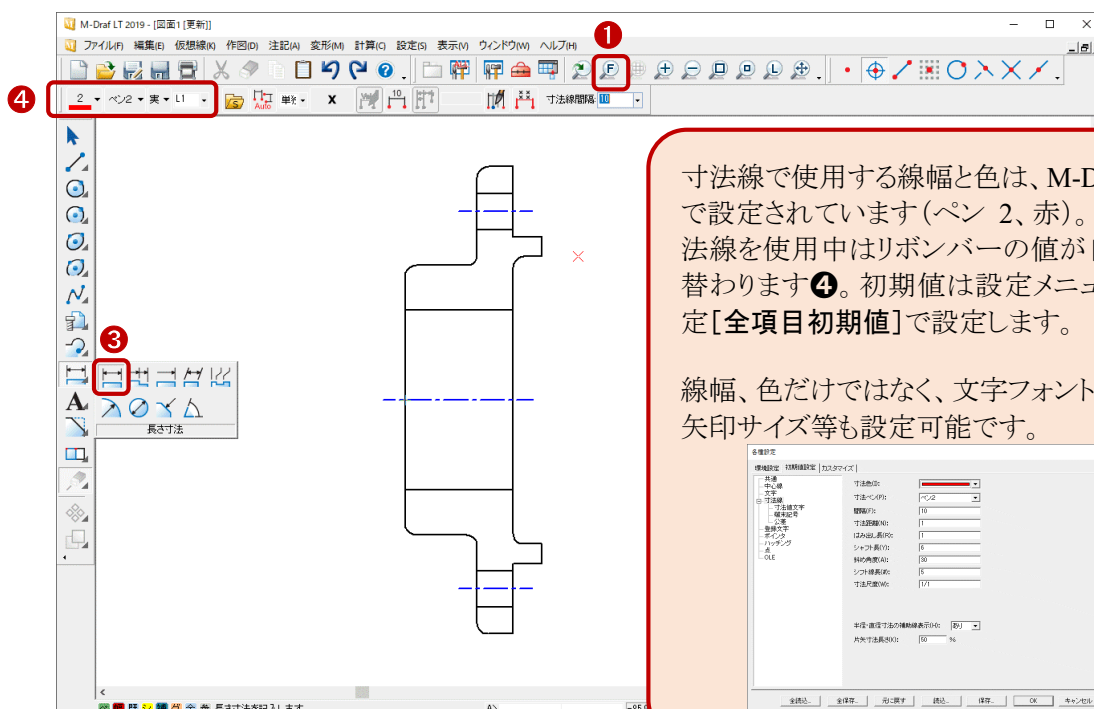 M-Draf LT 2019 - [図面1 [更新]]
ファイル(F) 編集(E) 仮想線(K) 作図(D) 注記(A) 変形(M) 計算(C) 設定(S) 表示(V) ウィンドウ(W) ヘルプ(H)
❶
❹
2 ペン2 実 L1 Auto 単 X 10 寸法線間隔: 10
寸法線で使用する線幅と色は、M-D
で設定されています(ペン 2、赤)。
法線を使用中はリボンバーの値が
替わります❹。初期値は設定メニュ
定[全項目初期値]で設定します。
線幅、色だけではなく、文字フォント
矢印サイズ等も設定可能です。
❸
A
長さ寸法
各種設定
環境設定 初期値設定 カスタマイズ
共通
中心線
文字
寸法線
寸法値文字
端末記号
公差
登録文字
ポインタ
ハッチング
点
OLE
寸法色(I):
寸法ペン(P): ペン2
間隔(F): 10
寸法距離(N): 1
はみ出し長(R): 1
シャフト長(Y): 6
斜め角度(A): 30
シフト線長(#): 5
寸法尺度(W): 1/1
半径・直径寸法の補助線表示(H): あり
片矢寸法長さ(K): 50 %
全読込... 全保存... 元に戻す 読込... 保存... OK キャンセル
長さ寸法を記入します